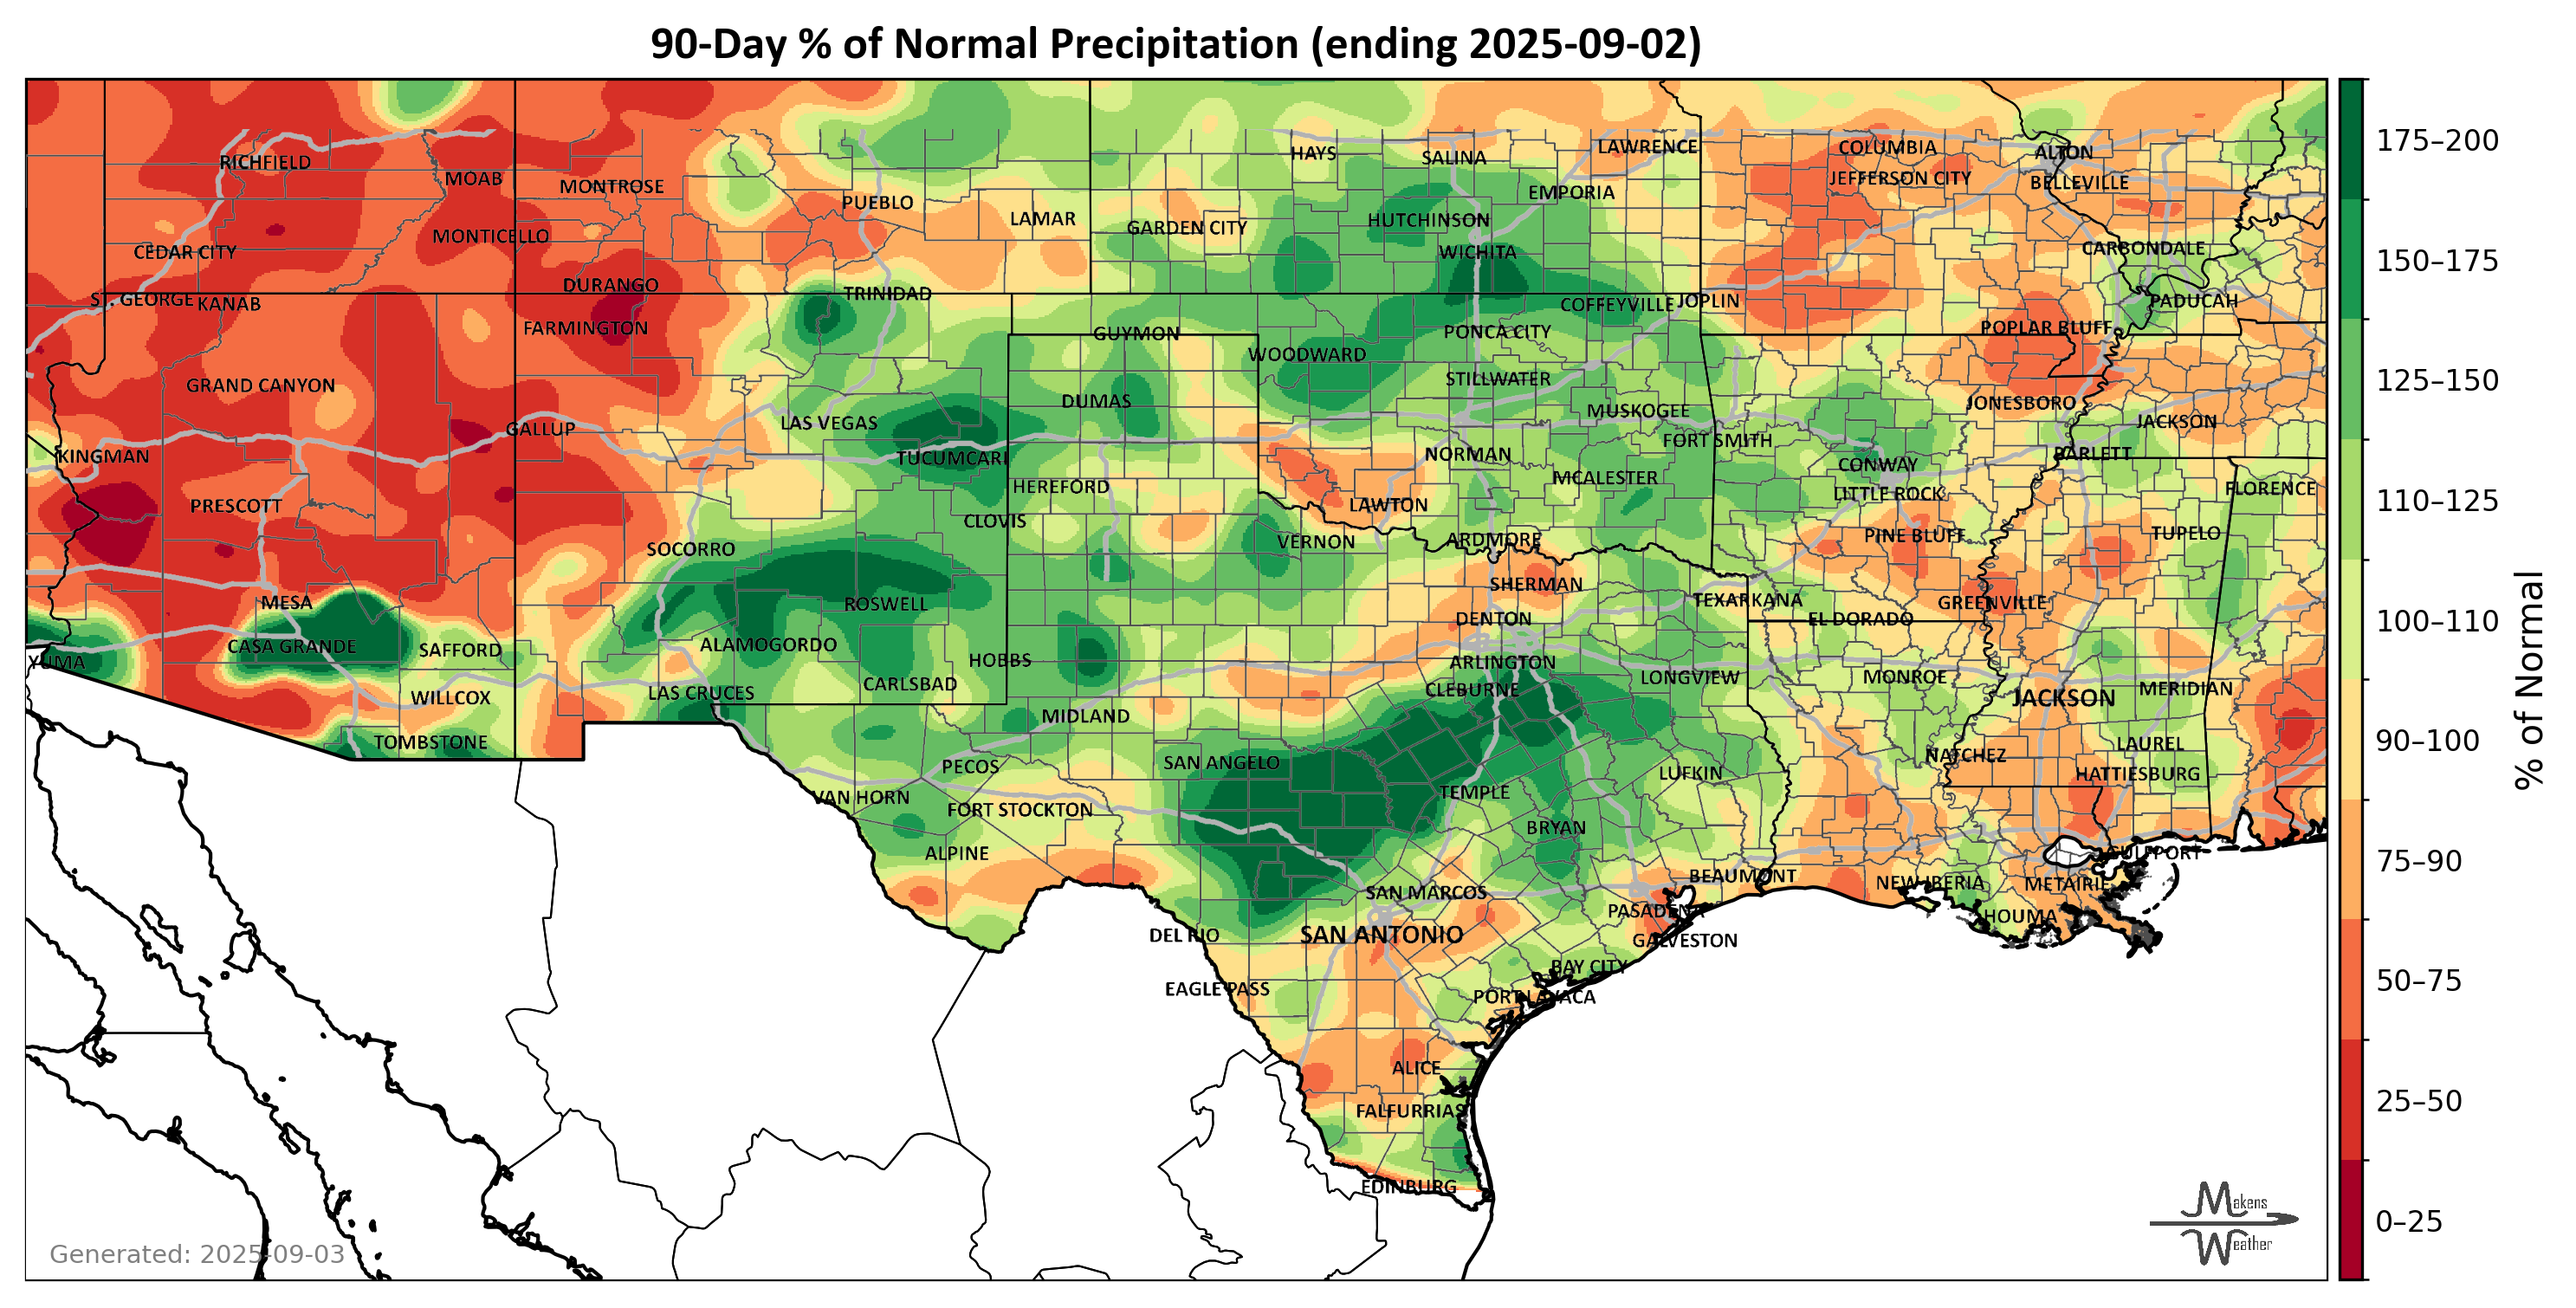 90-Day % of Normal Precipitation (ending 2025-09-02)
HAYS
SALINA
LAWRENCE
COLUMBIA
ALTON
RICHFIELD
MOAB
MONTROSE
JEFFERSON CITY
BELLEVILLE
PUEBLO
LAMAR
EMPORIA
GARDEN CITY
HUTCHINSON
MONTICELLO
CEDAR CITY
WICHITA
CARBONDALE
DURANGO
TRINIDAD
ST. GEORGE
KANAB
COFFEYVILLE
JOPLIN
PADUCAH
FARMINGTON
GUYMON
PONCA CITY
POPLAR BLUFF
WOODWARD
GRAND CANYON
STILLWATER
DUMAS
MUSKOGEE
JONESBORO
JACKSON
LAS VEGAS
GALLUP
FORT SMITH
KINGMAN
TUCUMCARI
NORMAN
BARLETT
CONWAY
MCALESTER
HEREFORD
LITTLE ROCK
FLORENCE
PRESCOTT
LAWTON
CLOVIS
PINE BLUFF
TUPELO
SOCORRO
VERNON
ARDMORE
SHERMAN
MESA
ROSWELL
TEXARKANA
GREENVILLE
DENTON
EL DORADO
CASA GRANDE
SAFFORD
ALAMOGORDO
YUMA
HOBBS
ARLINGTON
LONGVIEW
MONROE
CARLSBAD
CLEBURNE
MERIDIAN
WILLCOX
LAS CRUCES
JACKSON
MIDLAND
TOMBSTONE
LAUREL
NATCHEZ
PECOS
SAN ANGELO
LUFKIN
HATTIESBURG
VAN HORN
FORT STOCKTON
TEMPLE
BRYAN
ALPINE
GULFPORT
BEAUMONT
NEW IBERIA
METAIRIE
SAN MARCOS
PASADENA
HOUMA
DEL RIO
SAN ANTONIO
GALVESTON
BAY CITY
EAGLE PASS
PORT LAVACA
ALICE
FALFURRIAS
EDINBURG
Generated: 2025-09-03
Makens
Weather
175–200
150–175
125–150
110–125
100–110
90–100
75–90
50–75
25–50
0–25
% of Normal